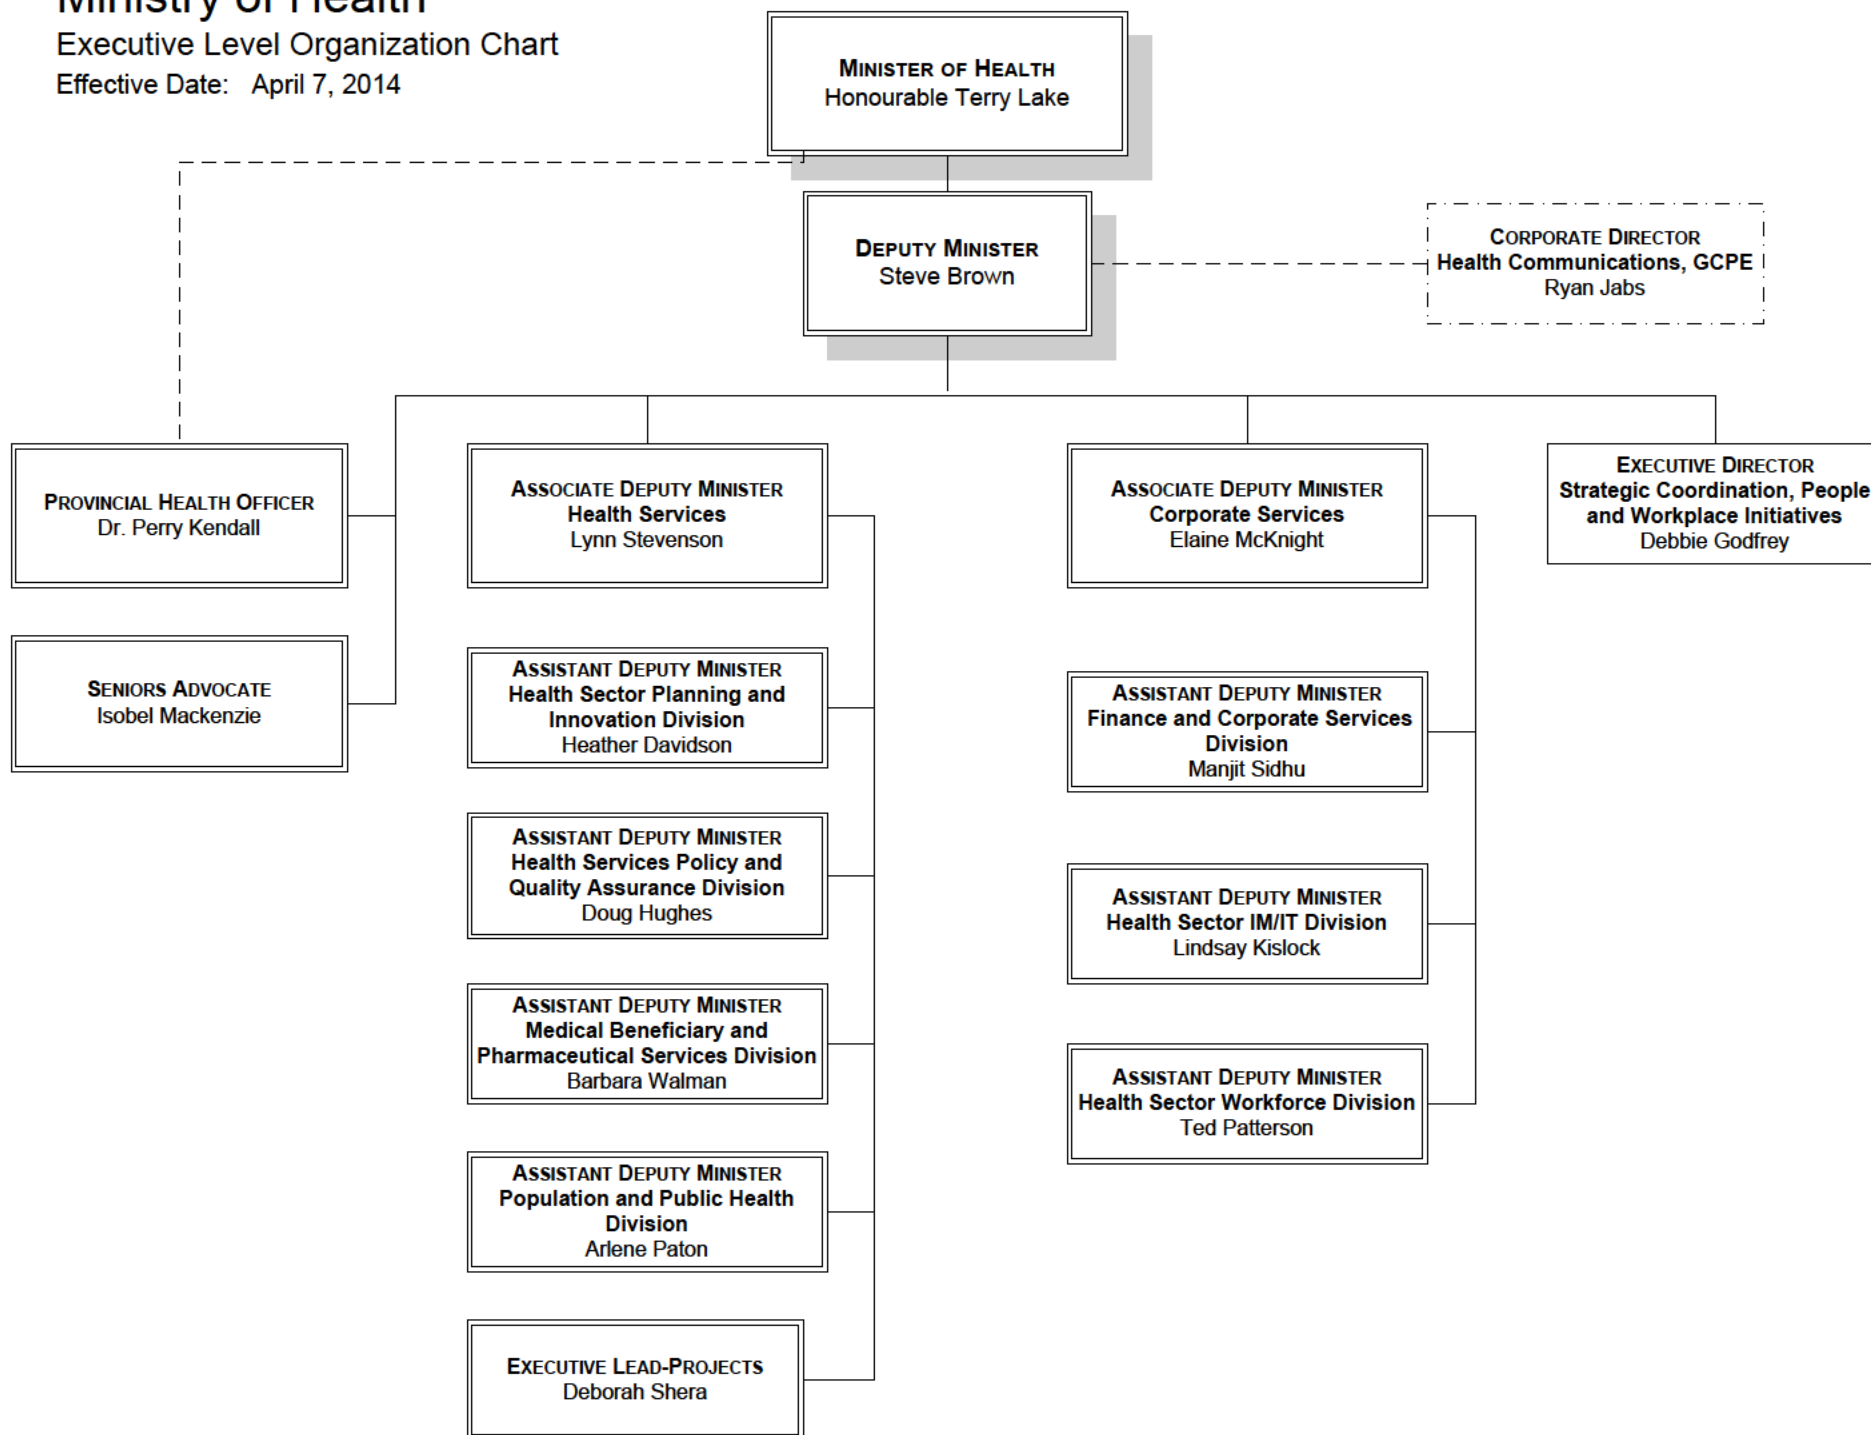 Ministry of Health
Executive Level Organization Chart
Effective Date: April 7, 2014
MINISTER OF HEALTH
Honourable Terry Lake
DEPUTY MINISTER
Steve Brown
CORPORATE DIRECTOR
Health Communications, GCPE
Ryan Jabs
PROVINCIAL HEALTH OFFICER
Dr. Perry Kendall
SENIORS ADVOCATE
Isobel Mackenzie
ASSOCIATE DEPUTY MINISTER
Health Services
Lynn Stevenson
ASSISTANT DEPUTY MINISTER
Health Sector Planning and
Innovation Division
Heather Davidson
ASSISTANT DEPUTY MINISTER
Health Services Policy and
Quality Assurance Division
Doug Hughes
ASSISTANT DEPUTY MINISTER
Medical Beneficiary and
Pharmaceutical Services Division
Barbara Walman
ASSISTANT DEPUTY MINISTER
Population and Public Health
Division
Arlene Paton
EXECUTIVE LEAD-PROJECTS
Deborah Shera
ASSOCIATE DEPUTY MINISTER
Corporate Services
Elaine McKnight
ASSISTANT DEPUTY MINISTER
Finance and Corporate Services
Division
Manjit Sidhu
ASSISTANT DEPUTY MINISTER
Health Sector IM/IT Division
Lindsay Kislock
ASSISTANT DEPUTY MINISTER
Health Sector Workforce Division
Ted Patterson
EXECUTIVE DIRECTOR
Strategic Coordination, People
and Workplace Initiatives
Debbie Godfrey